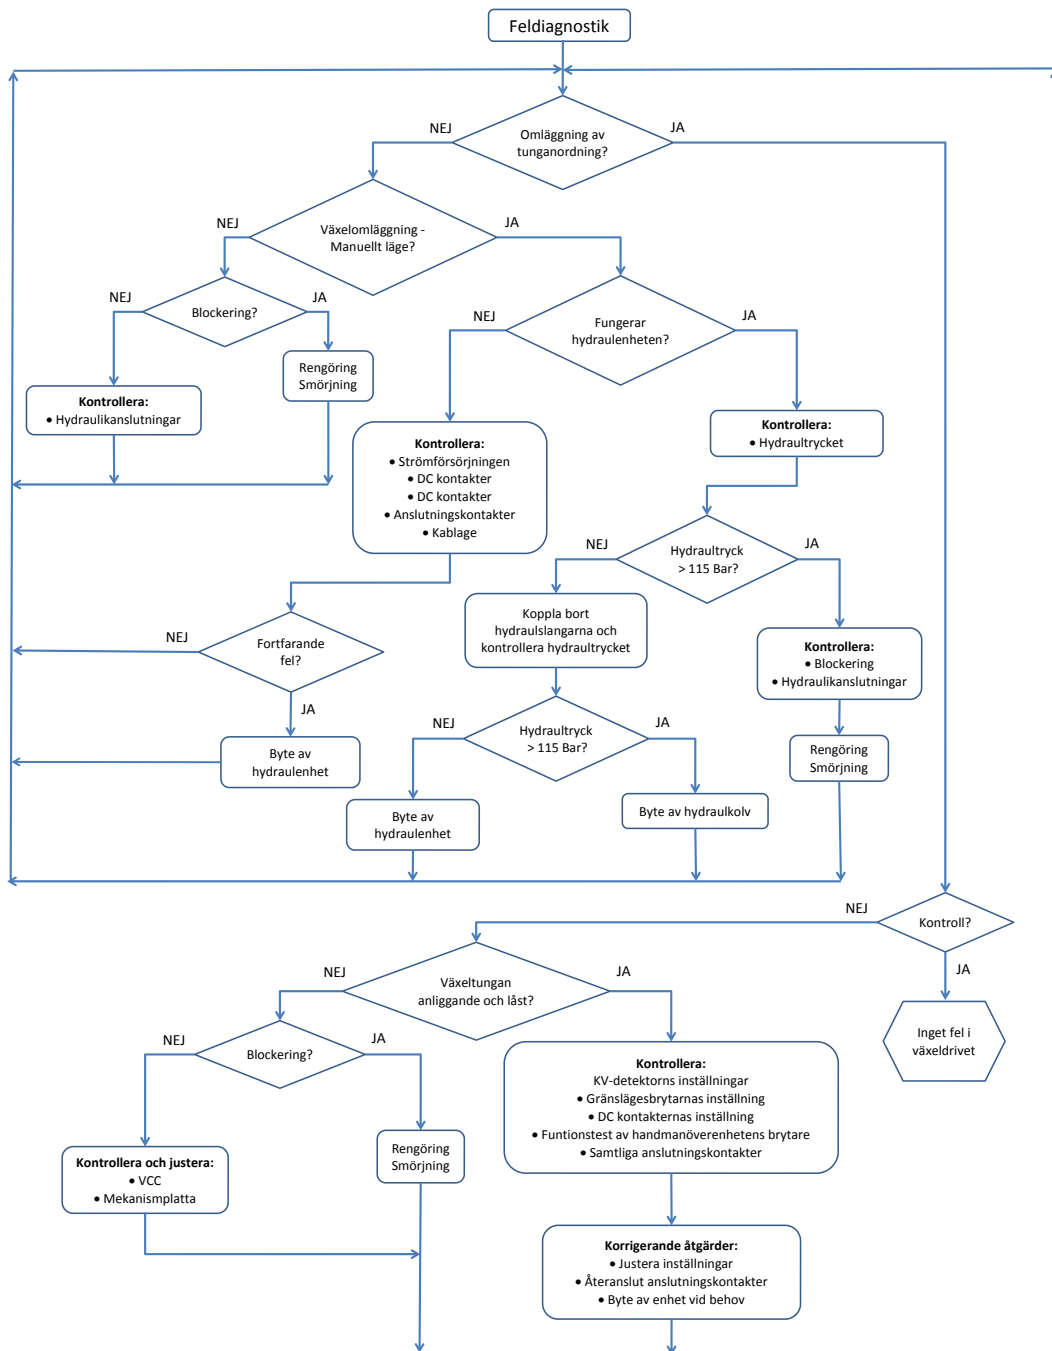 Feldiagnostik
NEJ
JA
Omläggning av
tunganordning?
NEJ
JA
Växelomläggning -
Manuellt läge?
NEJ
JA
Blockering?
NEJ
JA
Fungerar
hydraulenheten?
Rengöring
Smörjning
Kontrollera:
• Hydraulikanslutningar
Kontrollera:
• Hydraultrycket
Kontrollera:
• Strömförsörjningen
• DC kontakter
• DC kontakter
• Anslutningskontakter
• Kablage
NEJ
JA
Hydraultryck
> 115 Bar?
Koppla bort
hydraulslangarna och
kontrollera hydraultrycket
NEJ
Fortfarande
fel?
JA
Kontrollera:
• Blockering
• Hydraulikanslutningar
NEJ
JA
Hydraultryck
> 115 Bar?
Byte av
hydraulenhet
Rengöring
Smörjning
Byte av
hydraulenhet
Byte av hydraulkolv
NEJ
Kontroll?
JA
Inget fel i
växeldrivet
NEJ
JA
Växeltungan
anliggande och låst?
NEJ
JA
Blockering?
Kontrollera:
KV-detektorns inställningar
• Gränslägesbrytarnas inställning
• DC kontakternas inställning
• Funtionstest av handmanöverenhetens brytare
• Samtliga anslutningskontakter
Rengöring
Smörjning
Kontrollera och justera:
• VCC
• Mekanismplatta
Korrigerande åtgärder:
• Justera inställningar
• Återanslut anslutningskontakter
• Byte av enhet vid behov